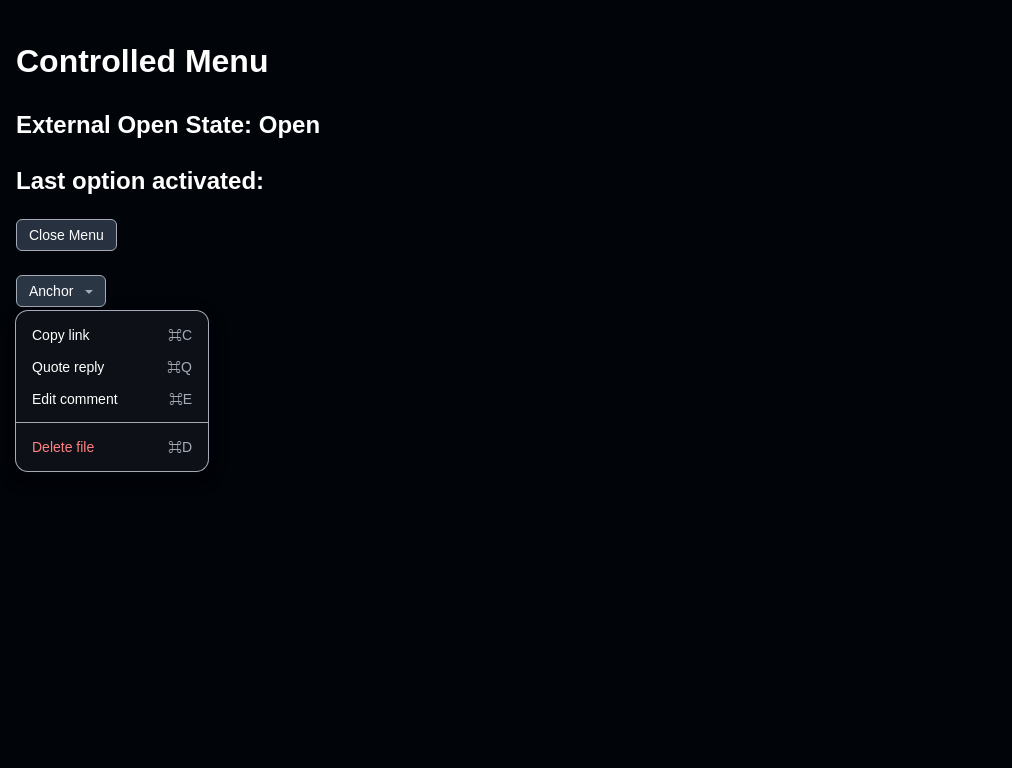 Controlled Menu
External Open State: Open
Last option activated:
Close Menu
Anchor
Copy link ⌘C
Quote reply ⌘Q
Edit comment ⌘E
Delete file ⌘D